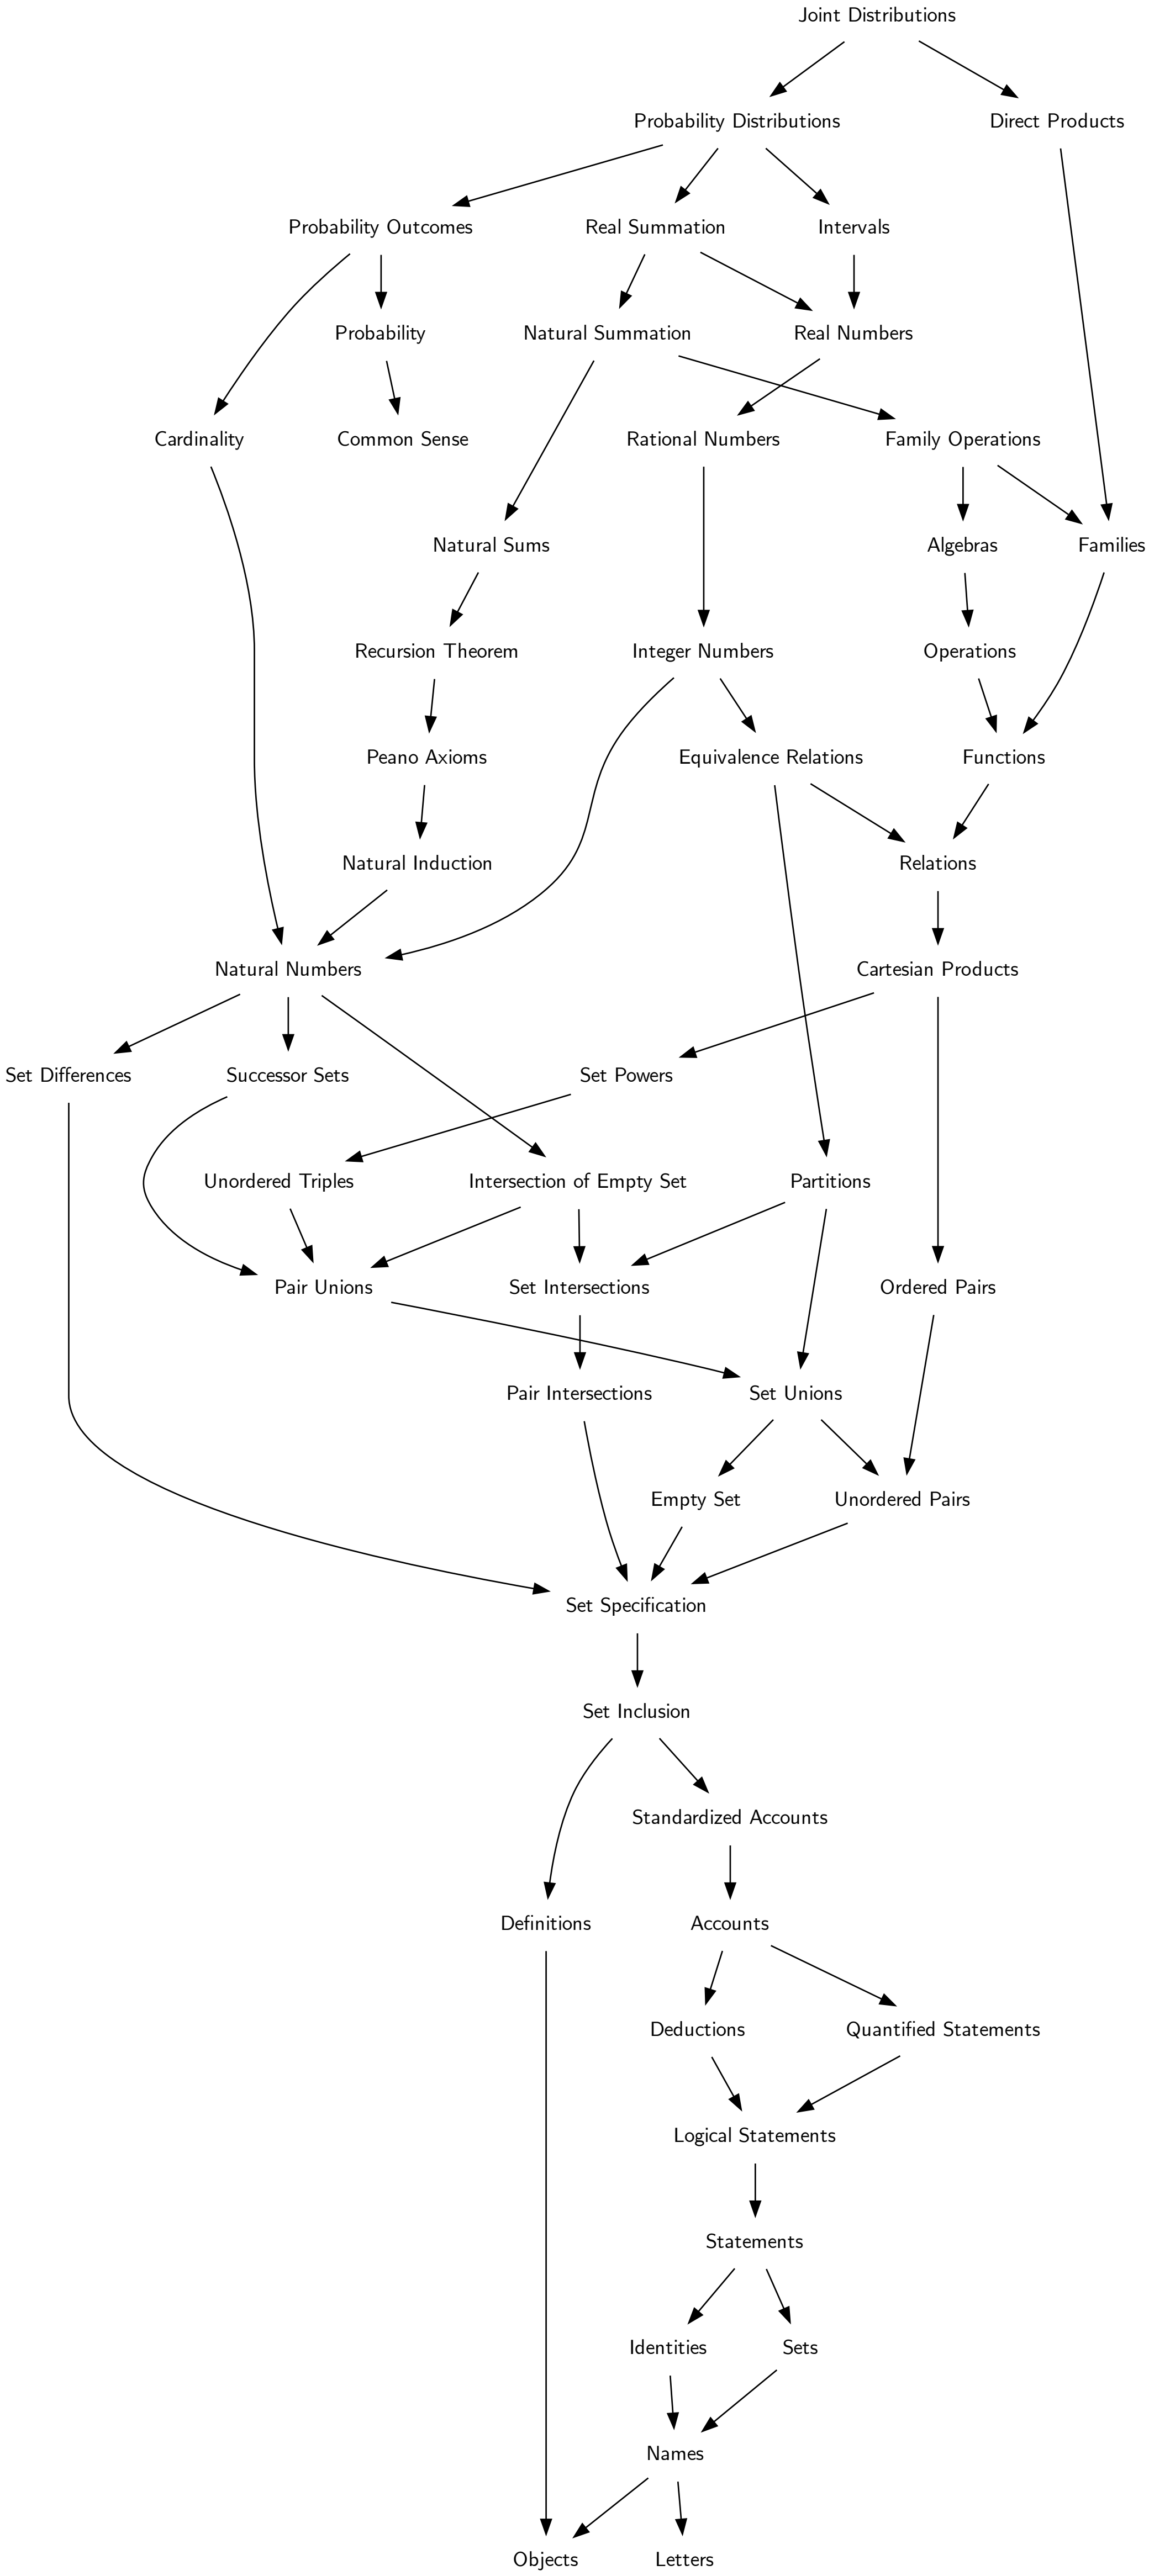 Joint Distributions
Probability Distributions
Direct Products
Probability Outcomes
Real Summation
Intervals
Probability
Natural Summation
Real Numbers
Cardinality
Common Sense
Rational Numbers
Family Operations
Natural Sums
Algebras
Families
Recursion Theorem
Integer Numbers
Operations
Peano Axioms
Equivalence Relations
Functions
Natural Induction
Relations
Natural Numbers
Cartesian Products
Set Differences
Successor Sets
Set Powers
Unordered Triples
Intersection of Empty Set
Partitions
Pair Unions
Set Intersections
Ordered Pairs
Pair Intersections
Set Unions
Empty Set
Unordered Pairs
Set Specification
Set Inclusion
Standardized Accounts
Definitions
Accounts
Deductions
Quantified Statements
Logical Statements
Statements
Identities
Sets
Names
Objects
Letters